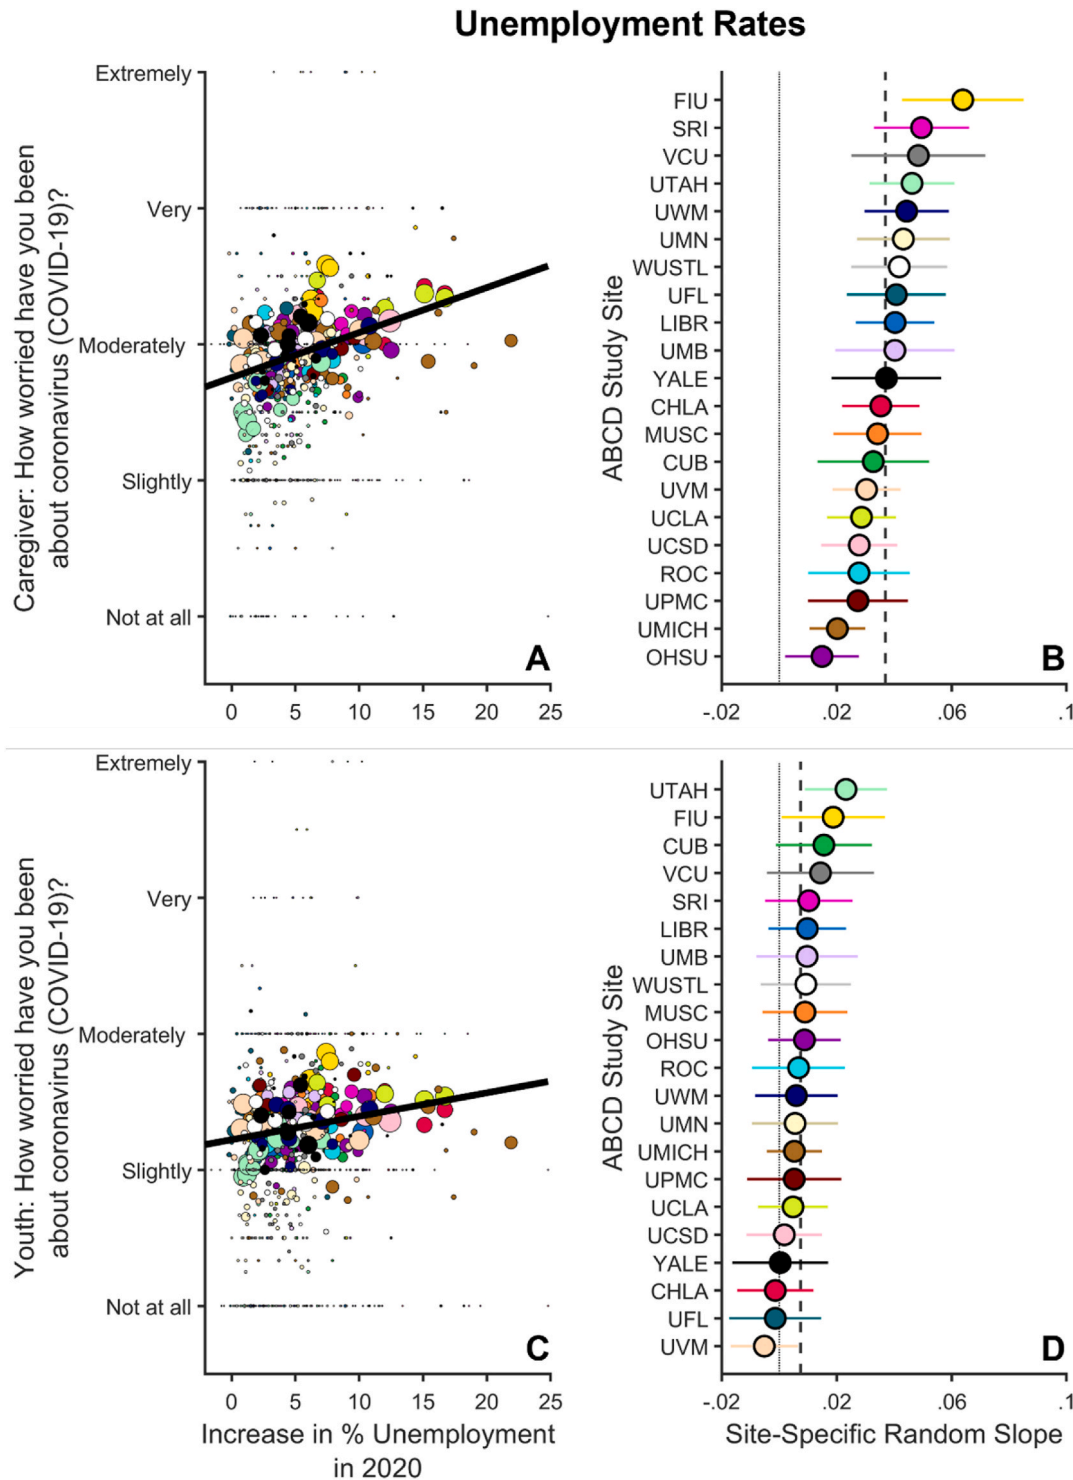 Unemployment Rates
Caregiver: How worried have you been
about coronavirus (COVID-19)?
Extremely
Very
Moderately
Slightly
Not at all
0 5 10 15 20 25
A
ABCD Study Site
FIU
SRI
VCU
UTAH
UWM
UMN
WUSTL
UFL
LIBR
UMB
YALE
CHLA
MUSC
CUB
UVM
UCLA
UCSD
ROC
UPMC
UMICH
OHSU
-.02 .02 .06 .1
B
Youth: How worried have you been
about coronavirus (COVID-19)?
Extremely
Very
Moderately
Slightly
Not at all
0 5 10 15 20 25
Increase in % Unemployment
in 2020
C
ABCD Study Site
UTAH
FIU
CUB
VCU
SRI
LIBR
UMB
WUSTL
MUSC
OHSU
ROC
UWM
UMN
UMICH
UPMC
UCLA
UCSD
YALE
CHLA
UFL
UVM
-.02 .02 .06 .1
Site-Specific Random Slope
D